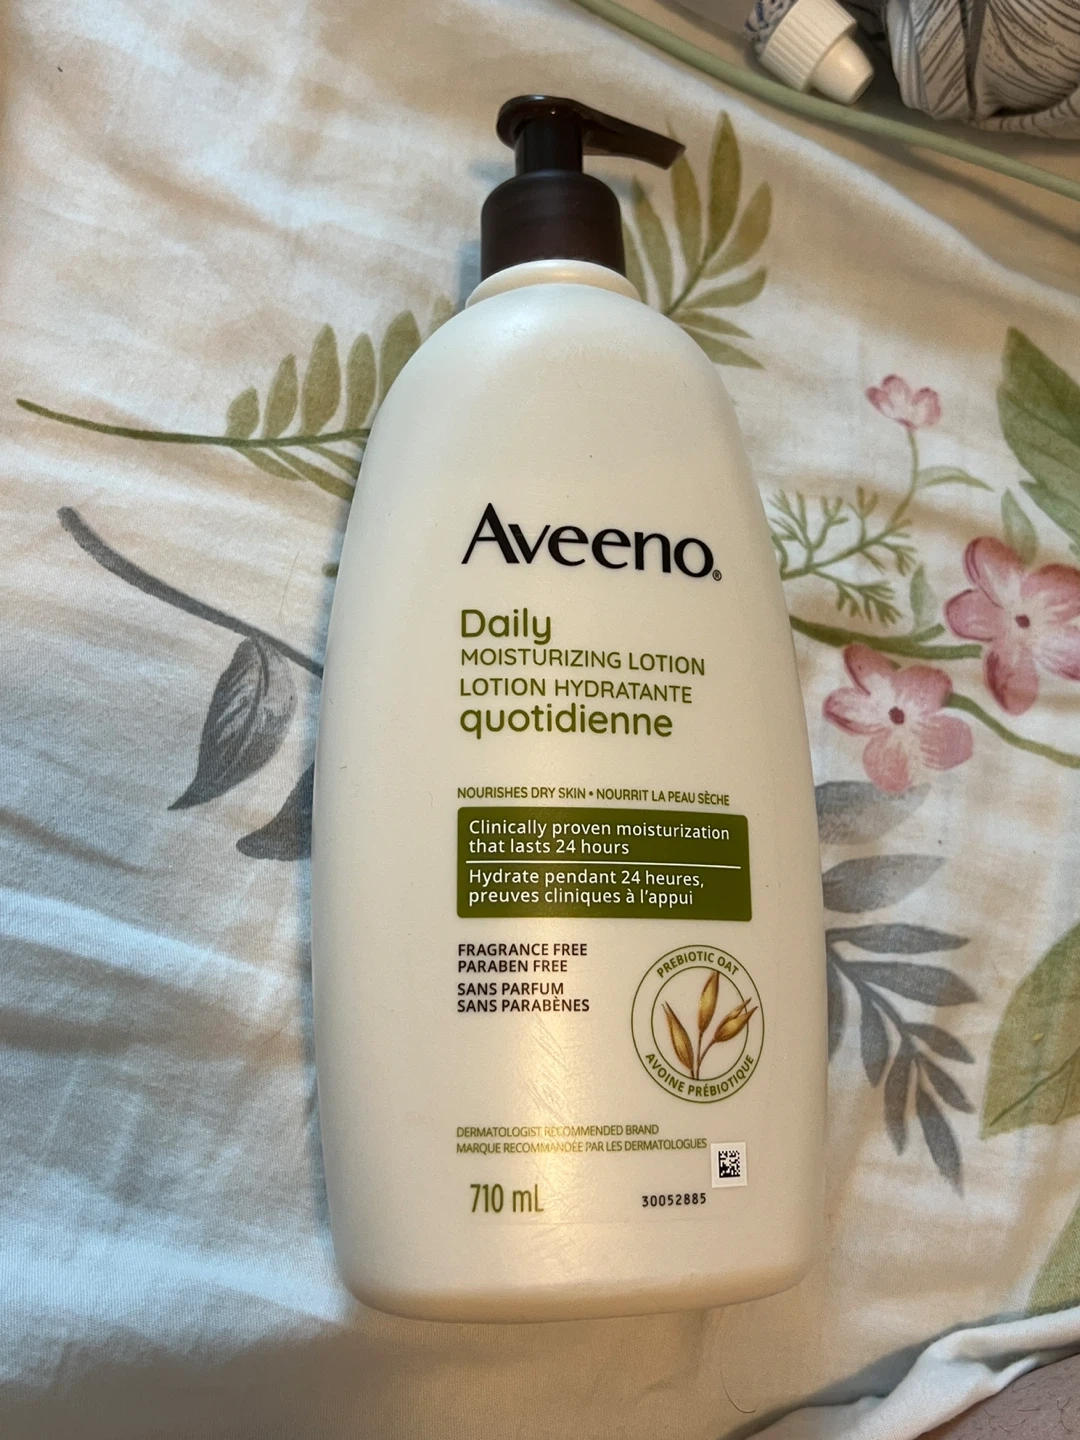 Aveeno®
Daily
MOISTURIZING LOTION
LOTION HYDRATANTE
quotidienne
NOURISHES DRY SKIN • NOURRIT LA PEAU SÈCHE
Clinically proven moisturization
that lasts 24 hours
Hydrate pendant 24 heures,
preuves cliniques à l'appui
FRAGRANCE FREE
PARABEN FREE
SANS PARFUM
SANS PARABÈNES
PREBIOTIC OAT
AVOINE PRÉBIOTIQUE
DERMATOLOGIST RECOMMENDED BRAND
MARQUE RECOMMANDÉE PAR LES DERMATOLOGUES
710 mL
30052885